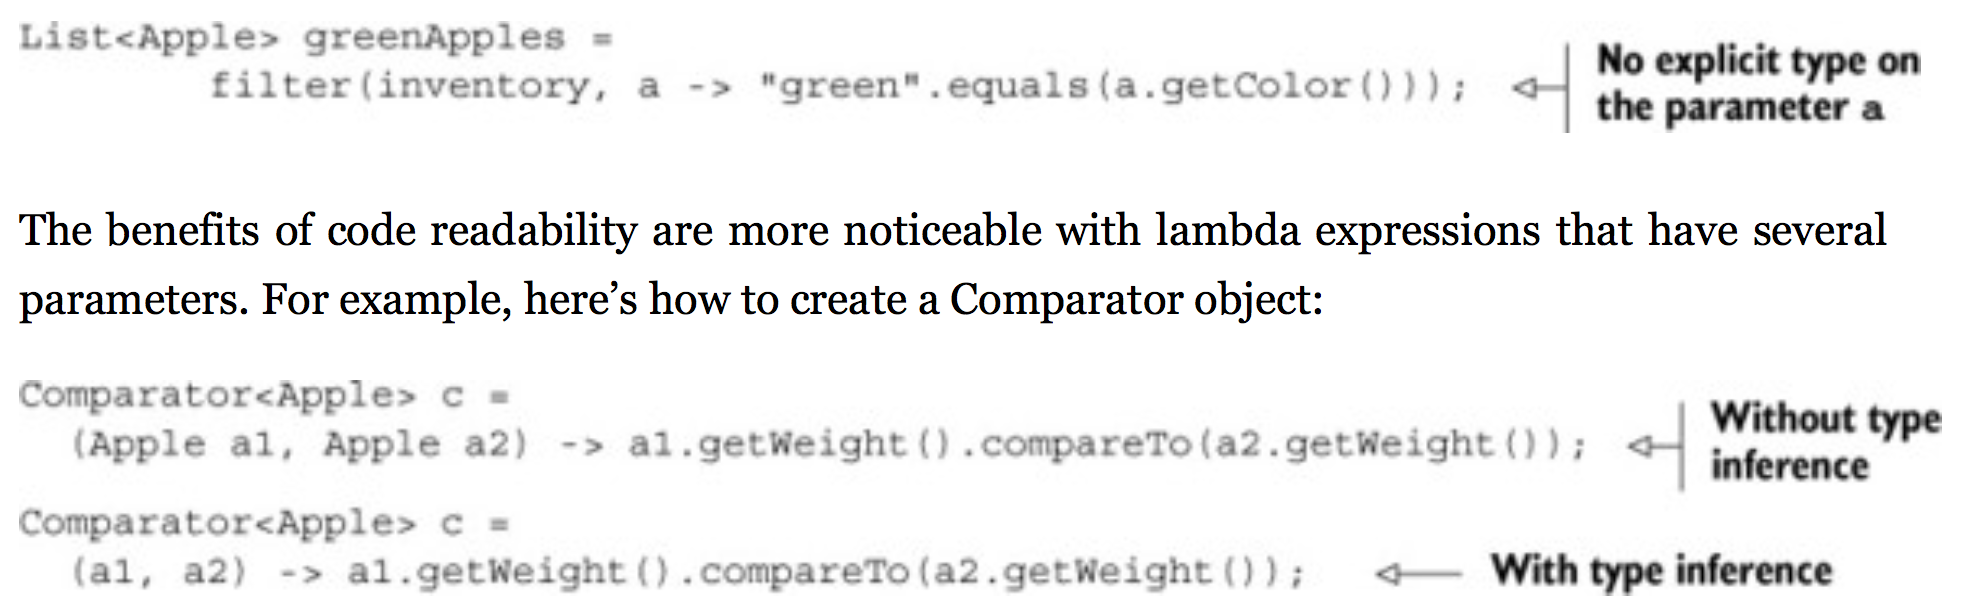 List<Apple> greenApples =
filter(inventory, a -> "green".equals(a.getColor()));
No explicit type on
the parameter a
The benefits of code readability are more noticeable with lambda expressions that have several
parameters. For example, here’s how to create a Comparator object:
Comparator<Apple> c =
(Apple a1, Apple a2) -> a1.getWeight().compareTo(a2.getWeight());
Without type
inference
Comparator<Apple> c =
(a1, a2) -> a1.getWeight().compareTo(a2.getWeight());
With type inference